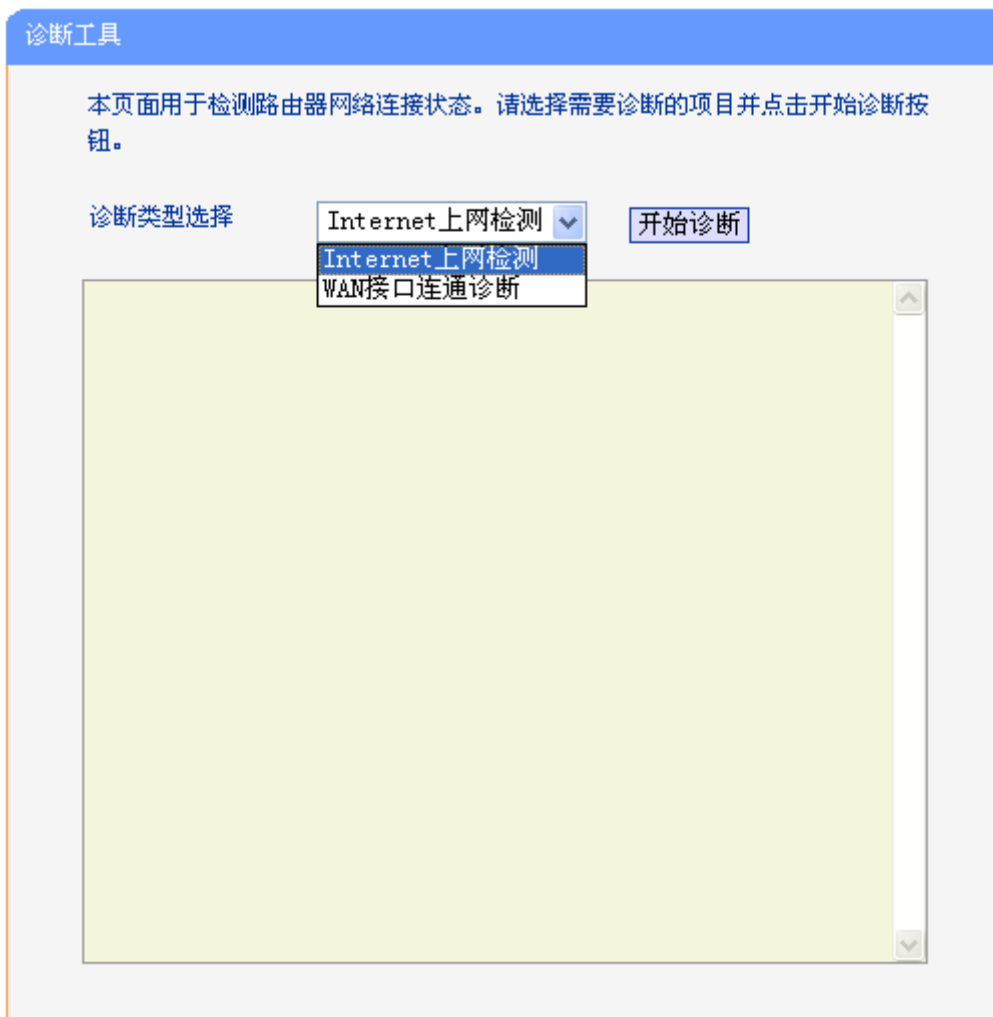 诊断工具
本页面用于检测路由器网络连接状态。请选择需要诊断的项目并点击开始诊断按
钮。
诊断类型选择 Internet上网检测 开始诊断
Internet上网检测
WAN接口连通诊断